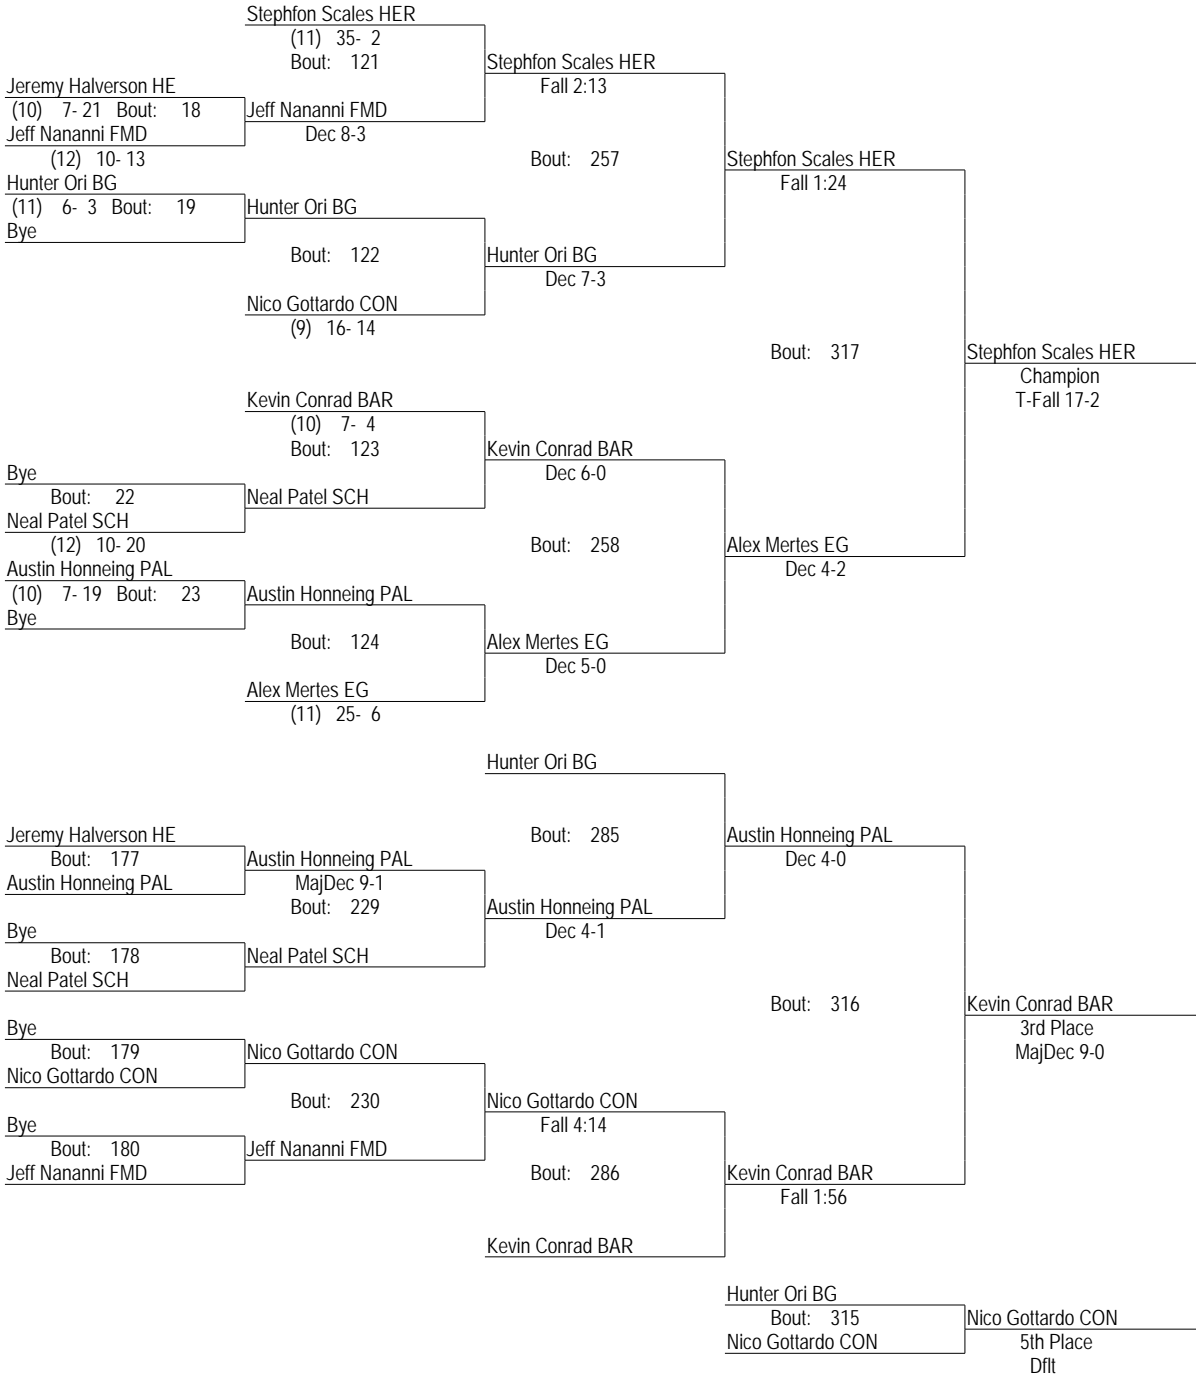 Stephfon Scales HER
(11) 35- 2
Bout: 121
Stephfon Scales HER
Fall 2:13
Jeremy Halverson HE
(10) 7- 21 Bout: 18
Jeff Nananni FMD
Jeff Nananni FMD
Dec 8-3
(12) 10- 13
Bout: 257
Stephfon Scales HER
Fall 1:24
Hunter Ori BG
(11) 6- 3 Bout: 19
Hunter Ori BG
Bye
Bout: 122
Hunter Ori BG
Dec 7-3
Nico Gottardo CON
(9) 16- 14
Bout: 317
Stephfon Scales HER
Champion
T-Fall 17-2
Kevin Conrad BAR
(10) 7- 4
Bout: 123
Kevin Conrad BAR
Dec 6-0
Bye
Bout: 22
Neal Patel SCH
Neal Patel SCH
(12) 10- 20
Bout: 258
Alex Mertes EG
Dec 4-2
Austin Honneing PAL
(10) 7- 19 Bout: 23
Austin Honneing PAL
Bye
Bout: 124
Alex Mertes EG
Dec 5-0
Alex Mertes EG
(11) 25- 6
Hunter Ori BG
Jeremy Halverson HE
Bout: 285
Austin Honneing PAL
Dec 4-0
Bout: 177
Austin Honneing PAL
Austin Honneing PAL
MajDec 9-1
Bout: 229
Austin Honneing PAL
Dec 4-1
Bye
Bout: 178
Neal Patel SCH
Neal Patel SCH
Bout: 316
Kevin Conrad BAR
3rd Place
MajDec 9-0
Bye
Bout: 179
Nico Gottardo CON
Nico Gottardo CON
Bout: 230
Nico Gottardo CON
Fall 4:14
Bye
Bout: 180
Jeff Nananni FMD
Jeff Nananni FMD
Bout: 286
Kevin Conrad BAR
Fall 1:56
Kevin Conrad BAR
Hunter Ori BG
Bout: 315
Nico Gottardo CON
Nico Gottardo CON
5th Place
Dflt